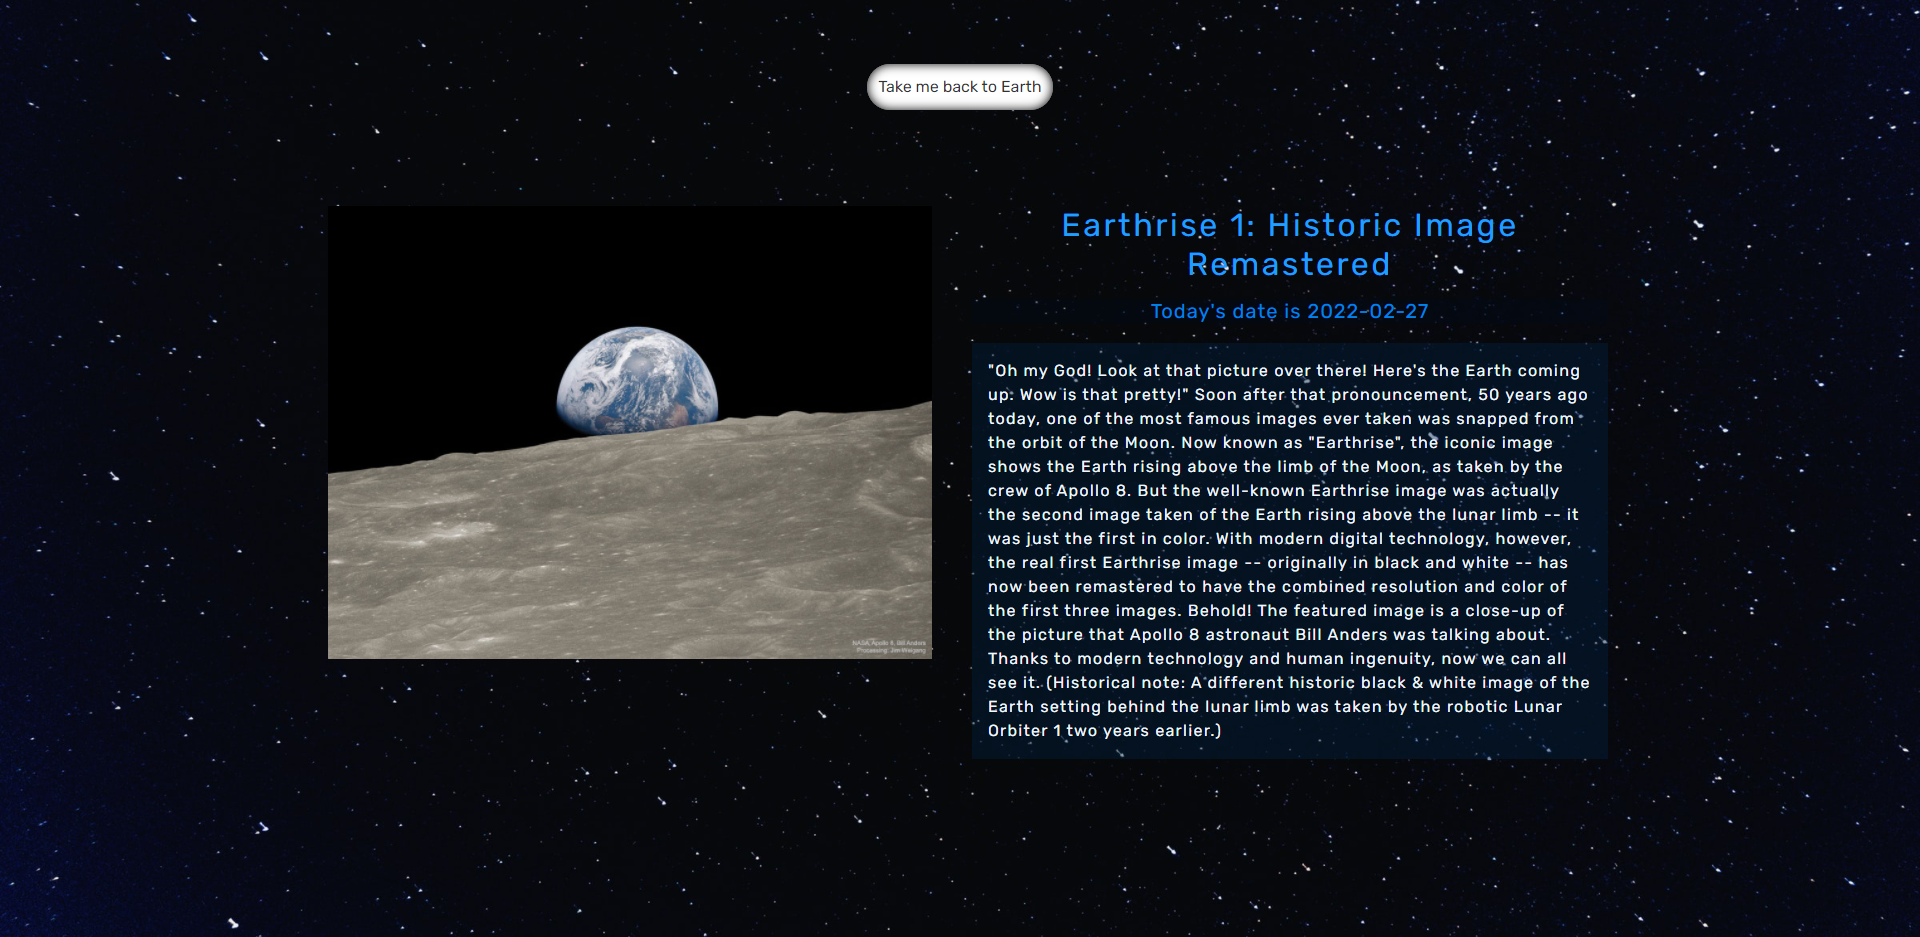 Take me back to Earth
Earthrise 1: Historic Image
Remastered
Today's date is 2022-02-27
"Oh my God! Look at that picture over there! Here's the Earth coming
up. Wow is that pretty!" Soon after that pronouncement, 50 years ago
today, one of the most famous images ever taken was snapped from
the orbit of the Moon. Now known as "Earthrise", the iconic image
shows the Earth rising above the limb of the Moon, as taken by the
crew of Apollo 8. But the well-known Earthrise image was actually
the second image taken of the Earth rising above the lunar limb -- it
was just the first in color. With modern digital technology, however,
the real first Earthrise image -- originally in black and white -- has
now been remastered to have the combined resolution and color of
the first three images. Behold! The featured image is a close-up of
the picture that Apollo 8 astronaut Bill Anders was talking about.
Thanks to modern technology and human ingenuity, now we can all
see it. (Historical note: A different historic black & white image of the
Earth setting behind the lunar limb was taken by the robotic Lunar
Orbiter 1 two years earlier.)
NASA, Apollo 8, Bill Anders
Processing: Jim Weigang